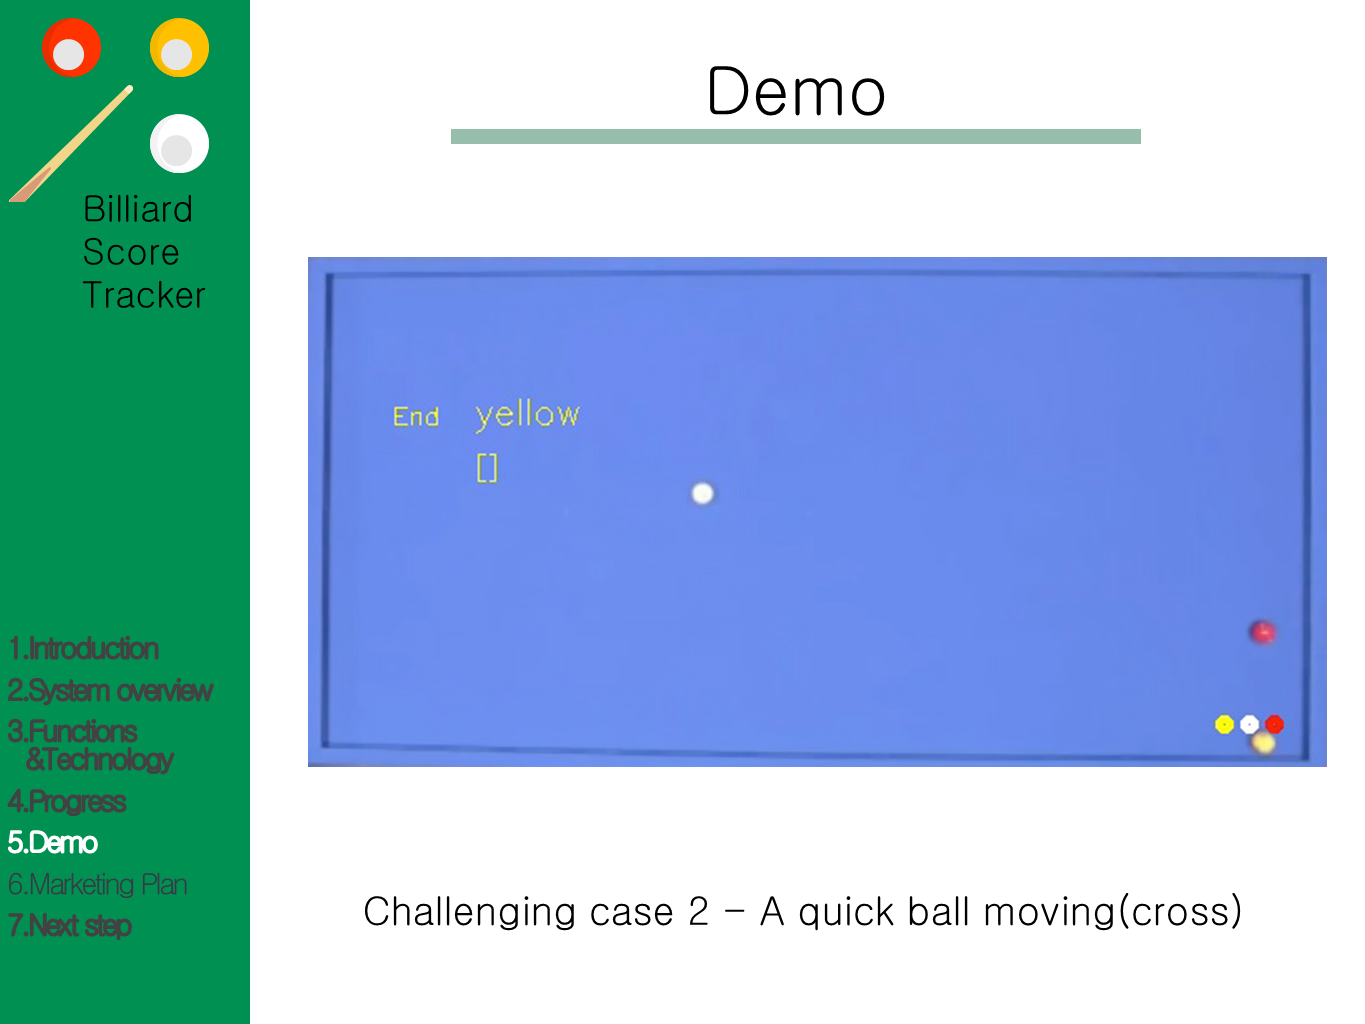 Billiard
Score
Tracker
1.Introduction
2.System overview
3.Functions
&Technology
4.Progress
5.Demo
6.Marketing Plan
7.Next step
Demo
End yellow
[]
Challenging case 2 – A quick ball moving(cross)